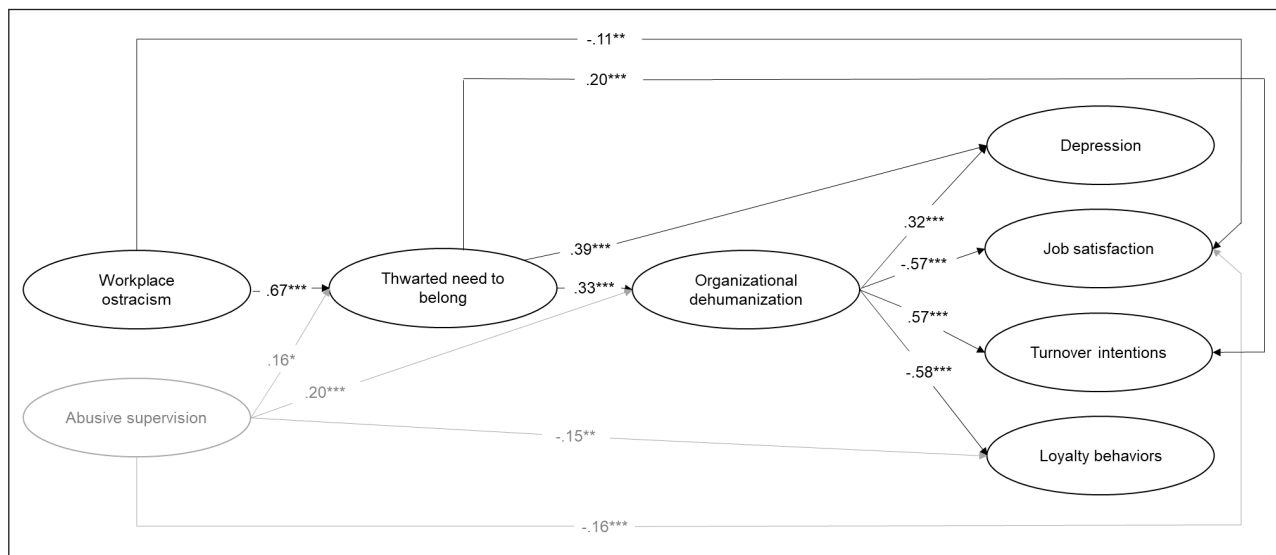 -.11**
.20***
Depression
.32***
.39***
Job satisfaction
-.57***
Workplace
ostracism
.67***
Thwarted need to
belong
.33***
Organizational
dehumanization
.57***
Turnover intentions
.16*
.20***
-.58***
Abusive supervision
-.15**
Loyalty behaviors
-.16***